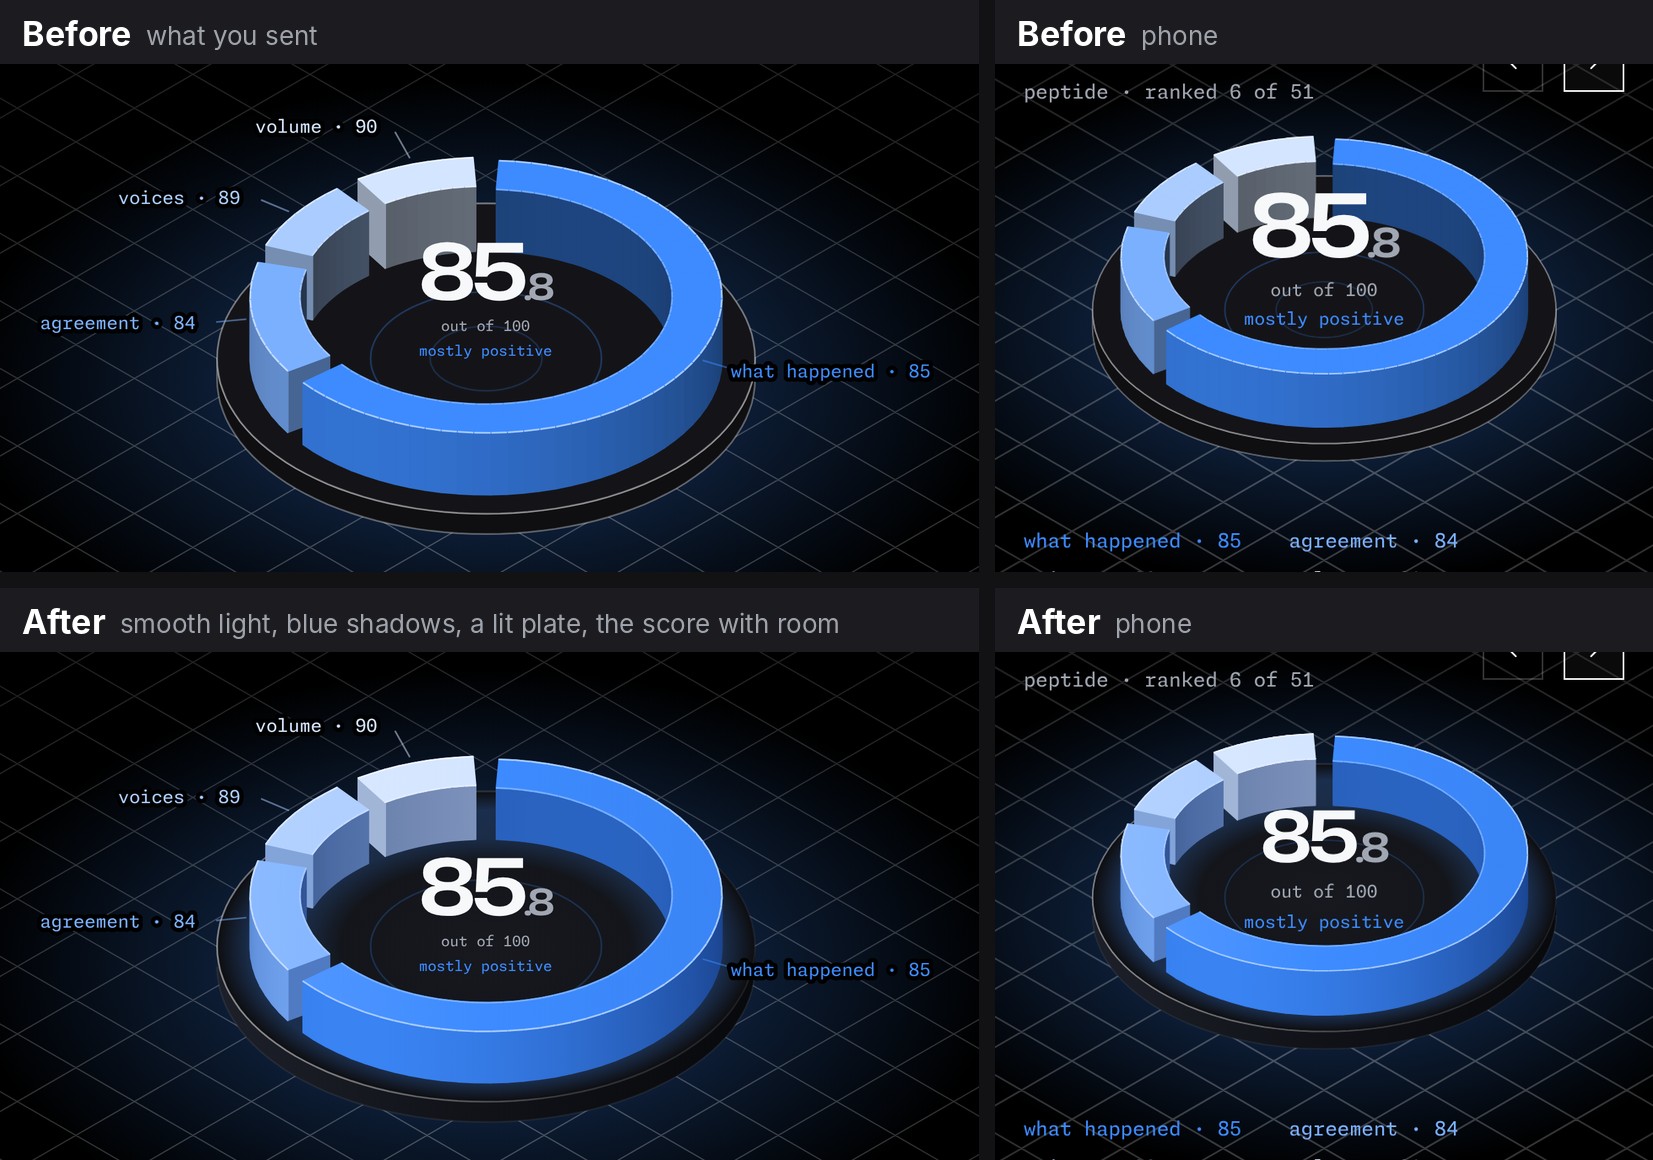 Before what you sent
volume · 90
voices · 89
85.8
out of 100
agreement · 84
mostly positive
what happened · 85
Before phone
peptide · ranked 6 of 51
85.8
out of 100
mostly positive
what happened · 85 agreement · 84
After smooth light, blue shadows, a lit plate, the score with room
volume · 90
voices · 89
85.8
agreement · 84
out of 100
mostly positive
what happened · 85
After phone
peptide · ranked 6 of 51
85.8
out of 100
mostly positive
what happened · 85 agreement · 84